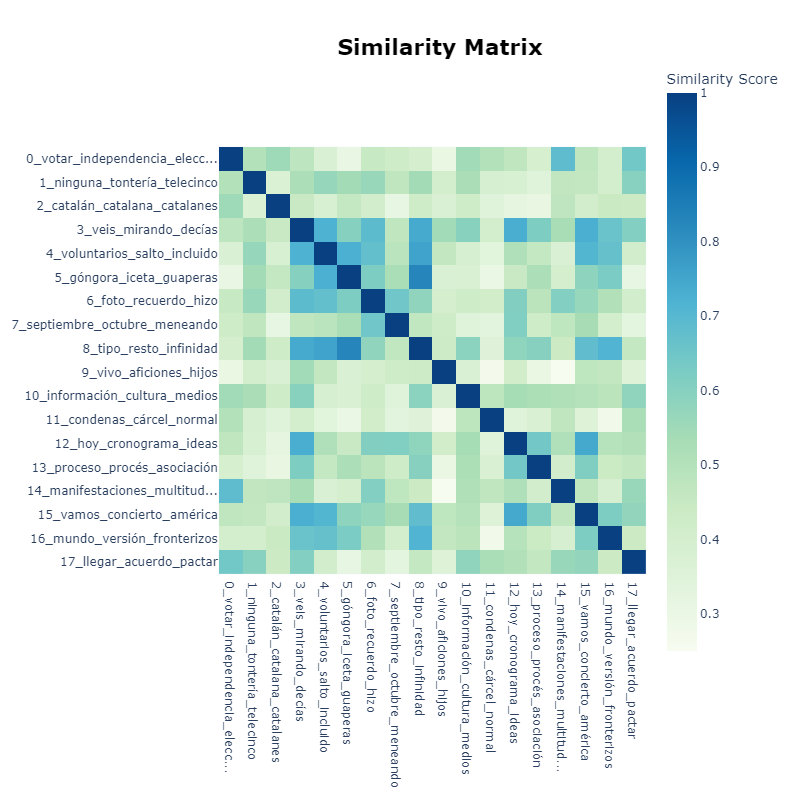 Similarity Matrix
Similarity Score
1
0.9
0.8
0.7
0.6
0.5
0.4
0.3
0_votar_independencia_elecc...
1_ninguna_tontería_telecinco
2_catalán_catalana_catalanes
3_veis_mirando_decías
4_voluntarios_salto_incluido
5_góngora_iceta_guaperas
6_foto_recuerdo_hizo
7_septiembre_octubre_meneando
8_tipo_resto_infinidad
9_vivo_aficiones_hijos
10_información_cultura_medios
11_condenas_cárcel_normal
12_hoy_cronograma_ideas
13_proceso_procés_asociación
14_manifestaciones_multitud...
15_vamos_concierto_américa
16_mundo_versión_fronterizos
17_llegar_acuerdo_pactar
0_votar_independencia_elecc...
1_ninguna_tontería_telecinco
2_catalán_catalana_catalanes
3_veis_mirando_decías
4_voluntarios_salto_incluido
5_góngora_iceta_guaperas
6_foto_recuerdo_hizo
7_septiembre_octubre_meneando
8_tipo_resto_infinidad
9_vivo_aficiones_hijos
10_información_cultura_medios
11_condenas_cárcel_normal
12_hoy_cronograma_ideas
13_proceso_procés_asociación
14_manifestaciones_multitud...
15_vamos_concierto_américa
16_mundo_versión_fronterizos
17_llegar_acuerdo_pactar